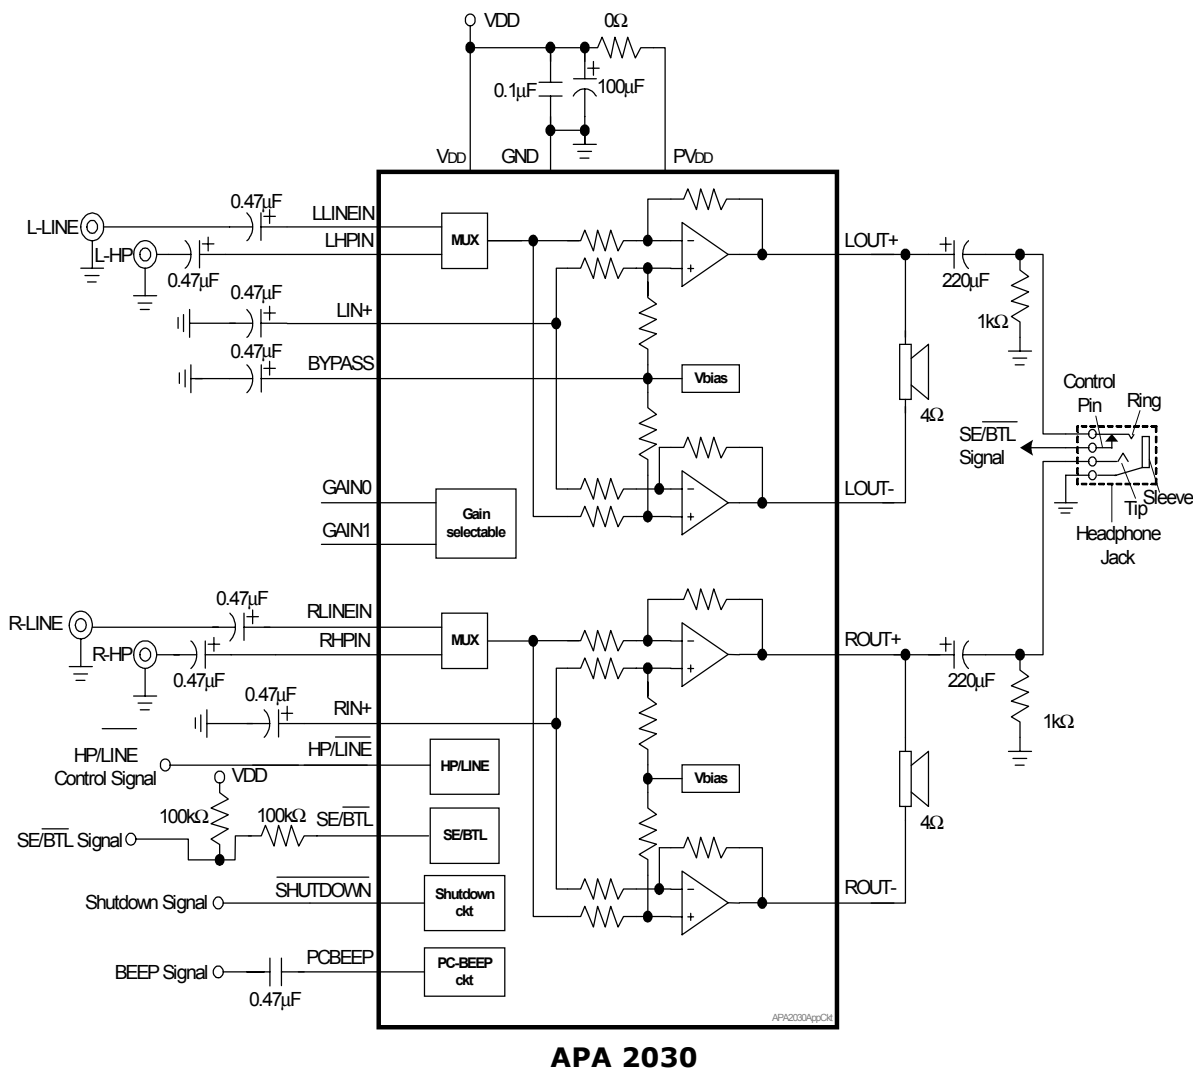 VDD
0Ω
0.1µF
100µF
VDD
GND
PVDD
0.47µF
L-LINE
LLINEIN
MUX
L-HP
LHPIN
0.47µF
LOUT+
220µF
1kΩ
0.47µF
LIN+
0.47µF
BYPASS
Vbias
4Ω
Control
Pin
Ring
SE/BTL
Signal
Tip
Sleeve
Headphone
Jack
GAIN0
GAIN1
Gain
selectable
LOUT-
0.47µF
R-LINE
RLINEIN
MUX
R-HP
RHPIN
0.47µF
ROUT+
220µF
1kΩ
0.47µF
RIN+
HP/LINE
Control Signal
HP/LINE
HP/LINE
Vbias
VDD
100kΩ
100kΩ
SE/BTL Signal
SE/BTL
SE/BTL
4Ω
Shutdown Signal
SHUTDOWN
Shutdown
ckt
ROUT-
BEEP Signal
0.47µF
PCBEEP
PC-BEEP
ckt
APA2030AppCkt
APA 2030